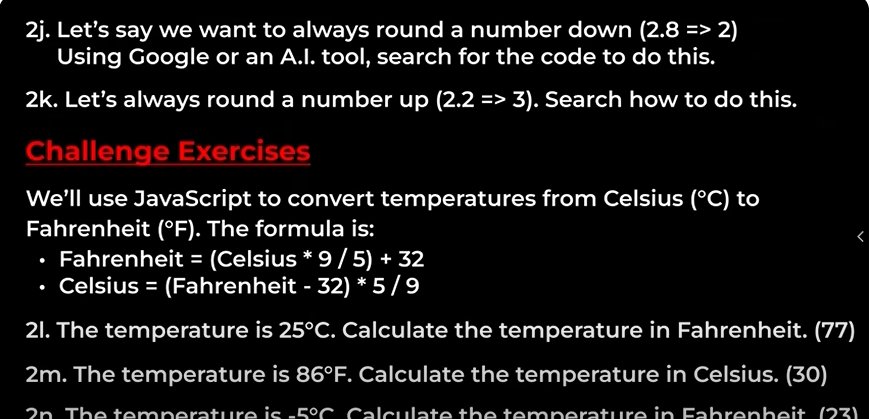 2j. Let's say we want to always round a number down (2.8 => 2)
Using Google or an A.I. tool, search for the code to do this.
2k. Let's always round a number up (2.2 => 3). Search how to do this.
Challenge Exercises
We'll use JavaScript to convert temperatures from Celsius (°C) to
Fahrenheit (°F). The formula is:
• Fahrenheit = (Celsius * 9 / 5) + 32
• Celsius = (Fahrenheit - 32) * 5 / 9
2l. The temperature is 25°C. Calculate the temperature in Fahrenheit. (77)
2m. The temperature is 86°F. Calculate the temperature in Celsius. (30)
2n. The temperature is -5°C. Calculate the temperature in Fahrenheit. (23)